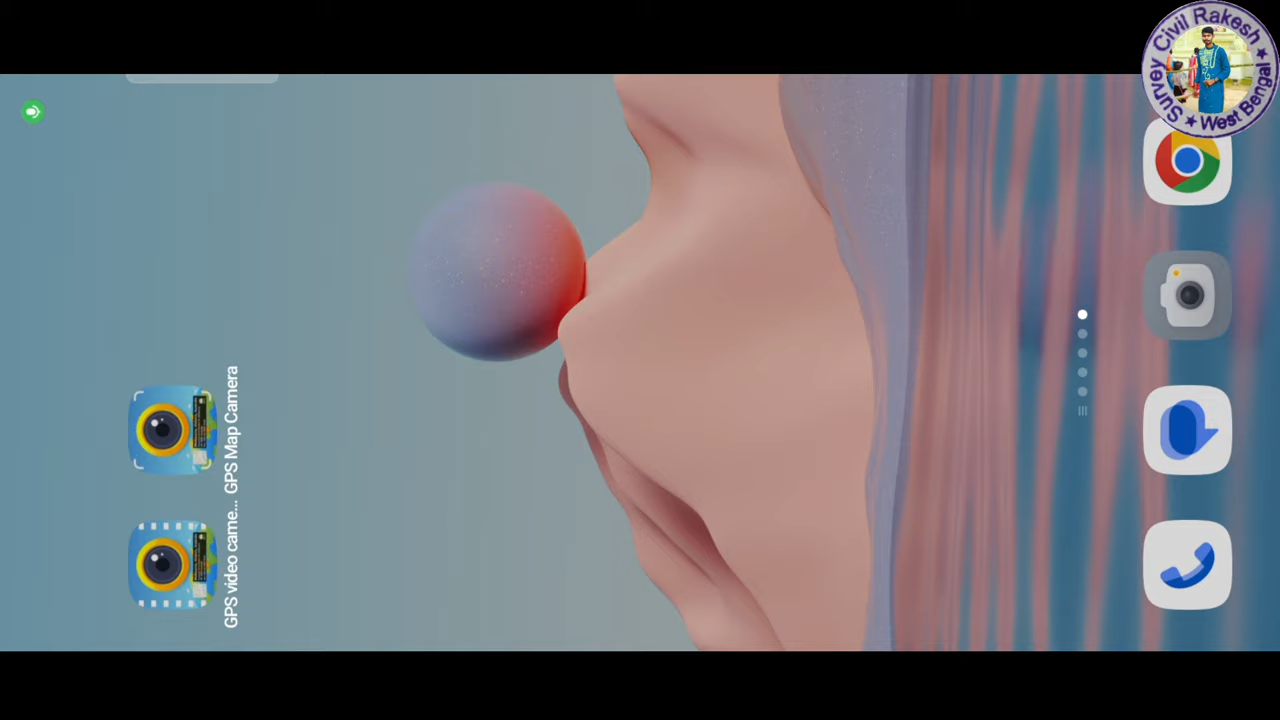 Survey Civil Rakesh
★ West Bengal ★
GPS video came...
GPS Map Camera